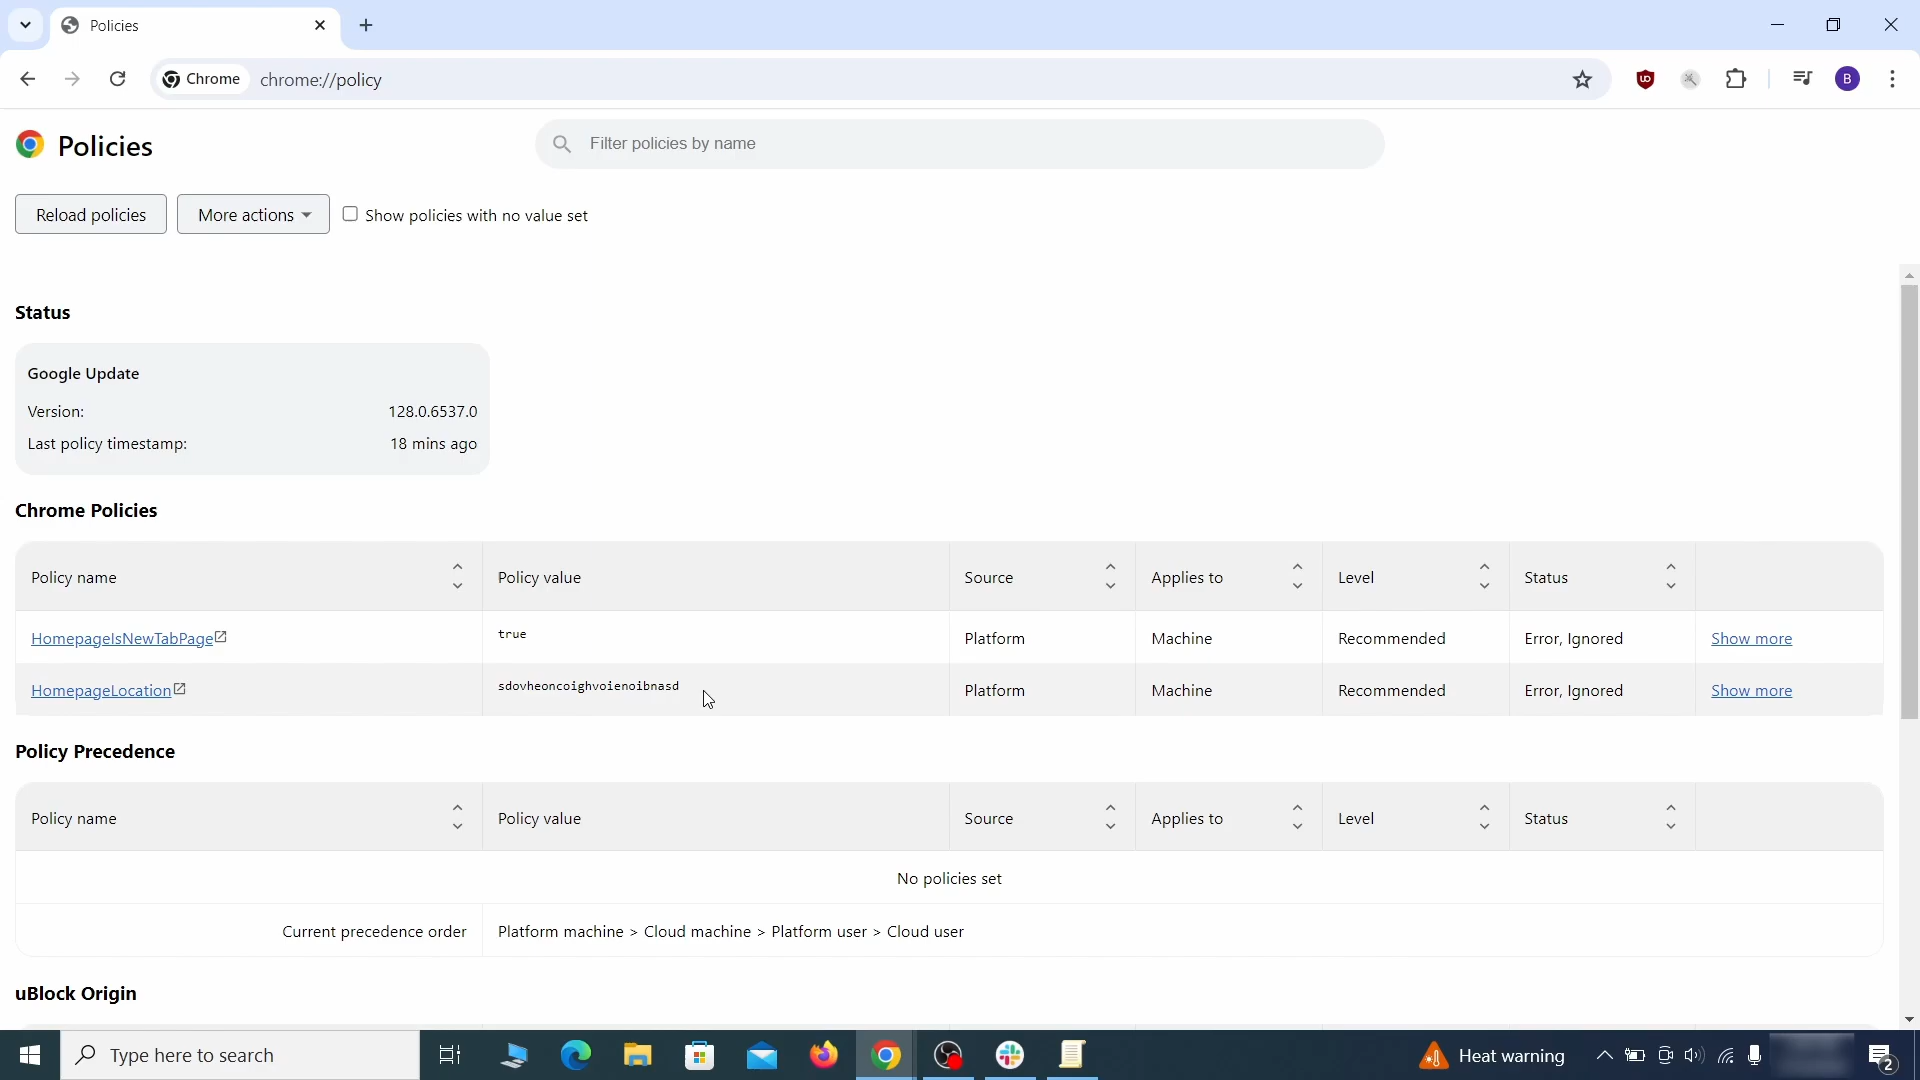 Policies
Chrome
chrome://policy
Policies
Filter policies by name
Reload policies
More actions
Show policies with no value set
Status
Google Update
Version: 128.0.6537.0
Last policy timestamp: 18 mins ago
Chrome Policies
Policy name Policy value Source Applies to Level Status
HomepageIsNewTabPage true Platform Machine Recommended Error, Ignored Show more
HomepageLocation sdovheoncoighvoienoibnasd Platform Machine Recommended Error, Ignored Show more
Policy Precedence
Policy name Policy value Source Applies to Level Status
No policies set
Current precedence order Platform machine > Cloud machine > Platform user > Cloud user
uBlock Origin
Type here to search
Heat warning
2
B